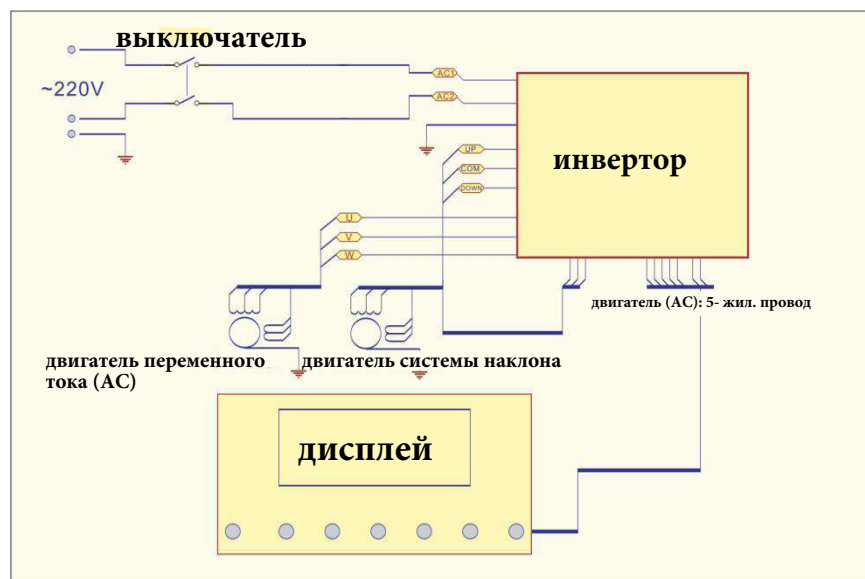 выключатель
~220V
AC1
AC2
UP
COM
DOWN
инвертор
U
V
W
двигатель (AC): 5- жил. провод
двигатель переменного
тока (AC)
двигатель системы наклона
дисплей